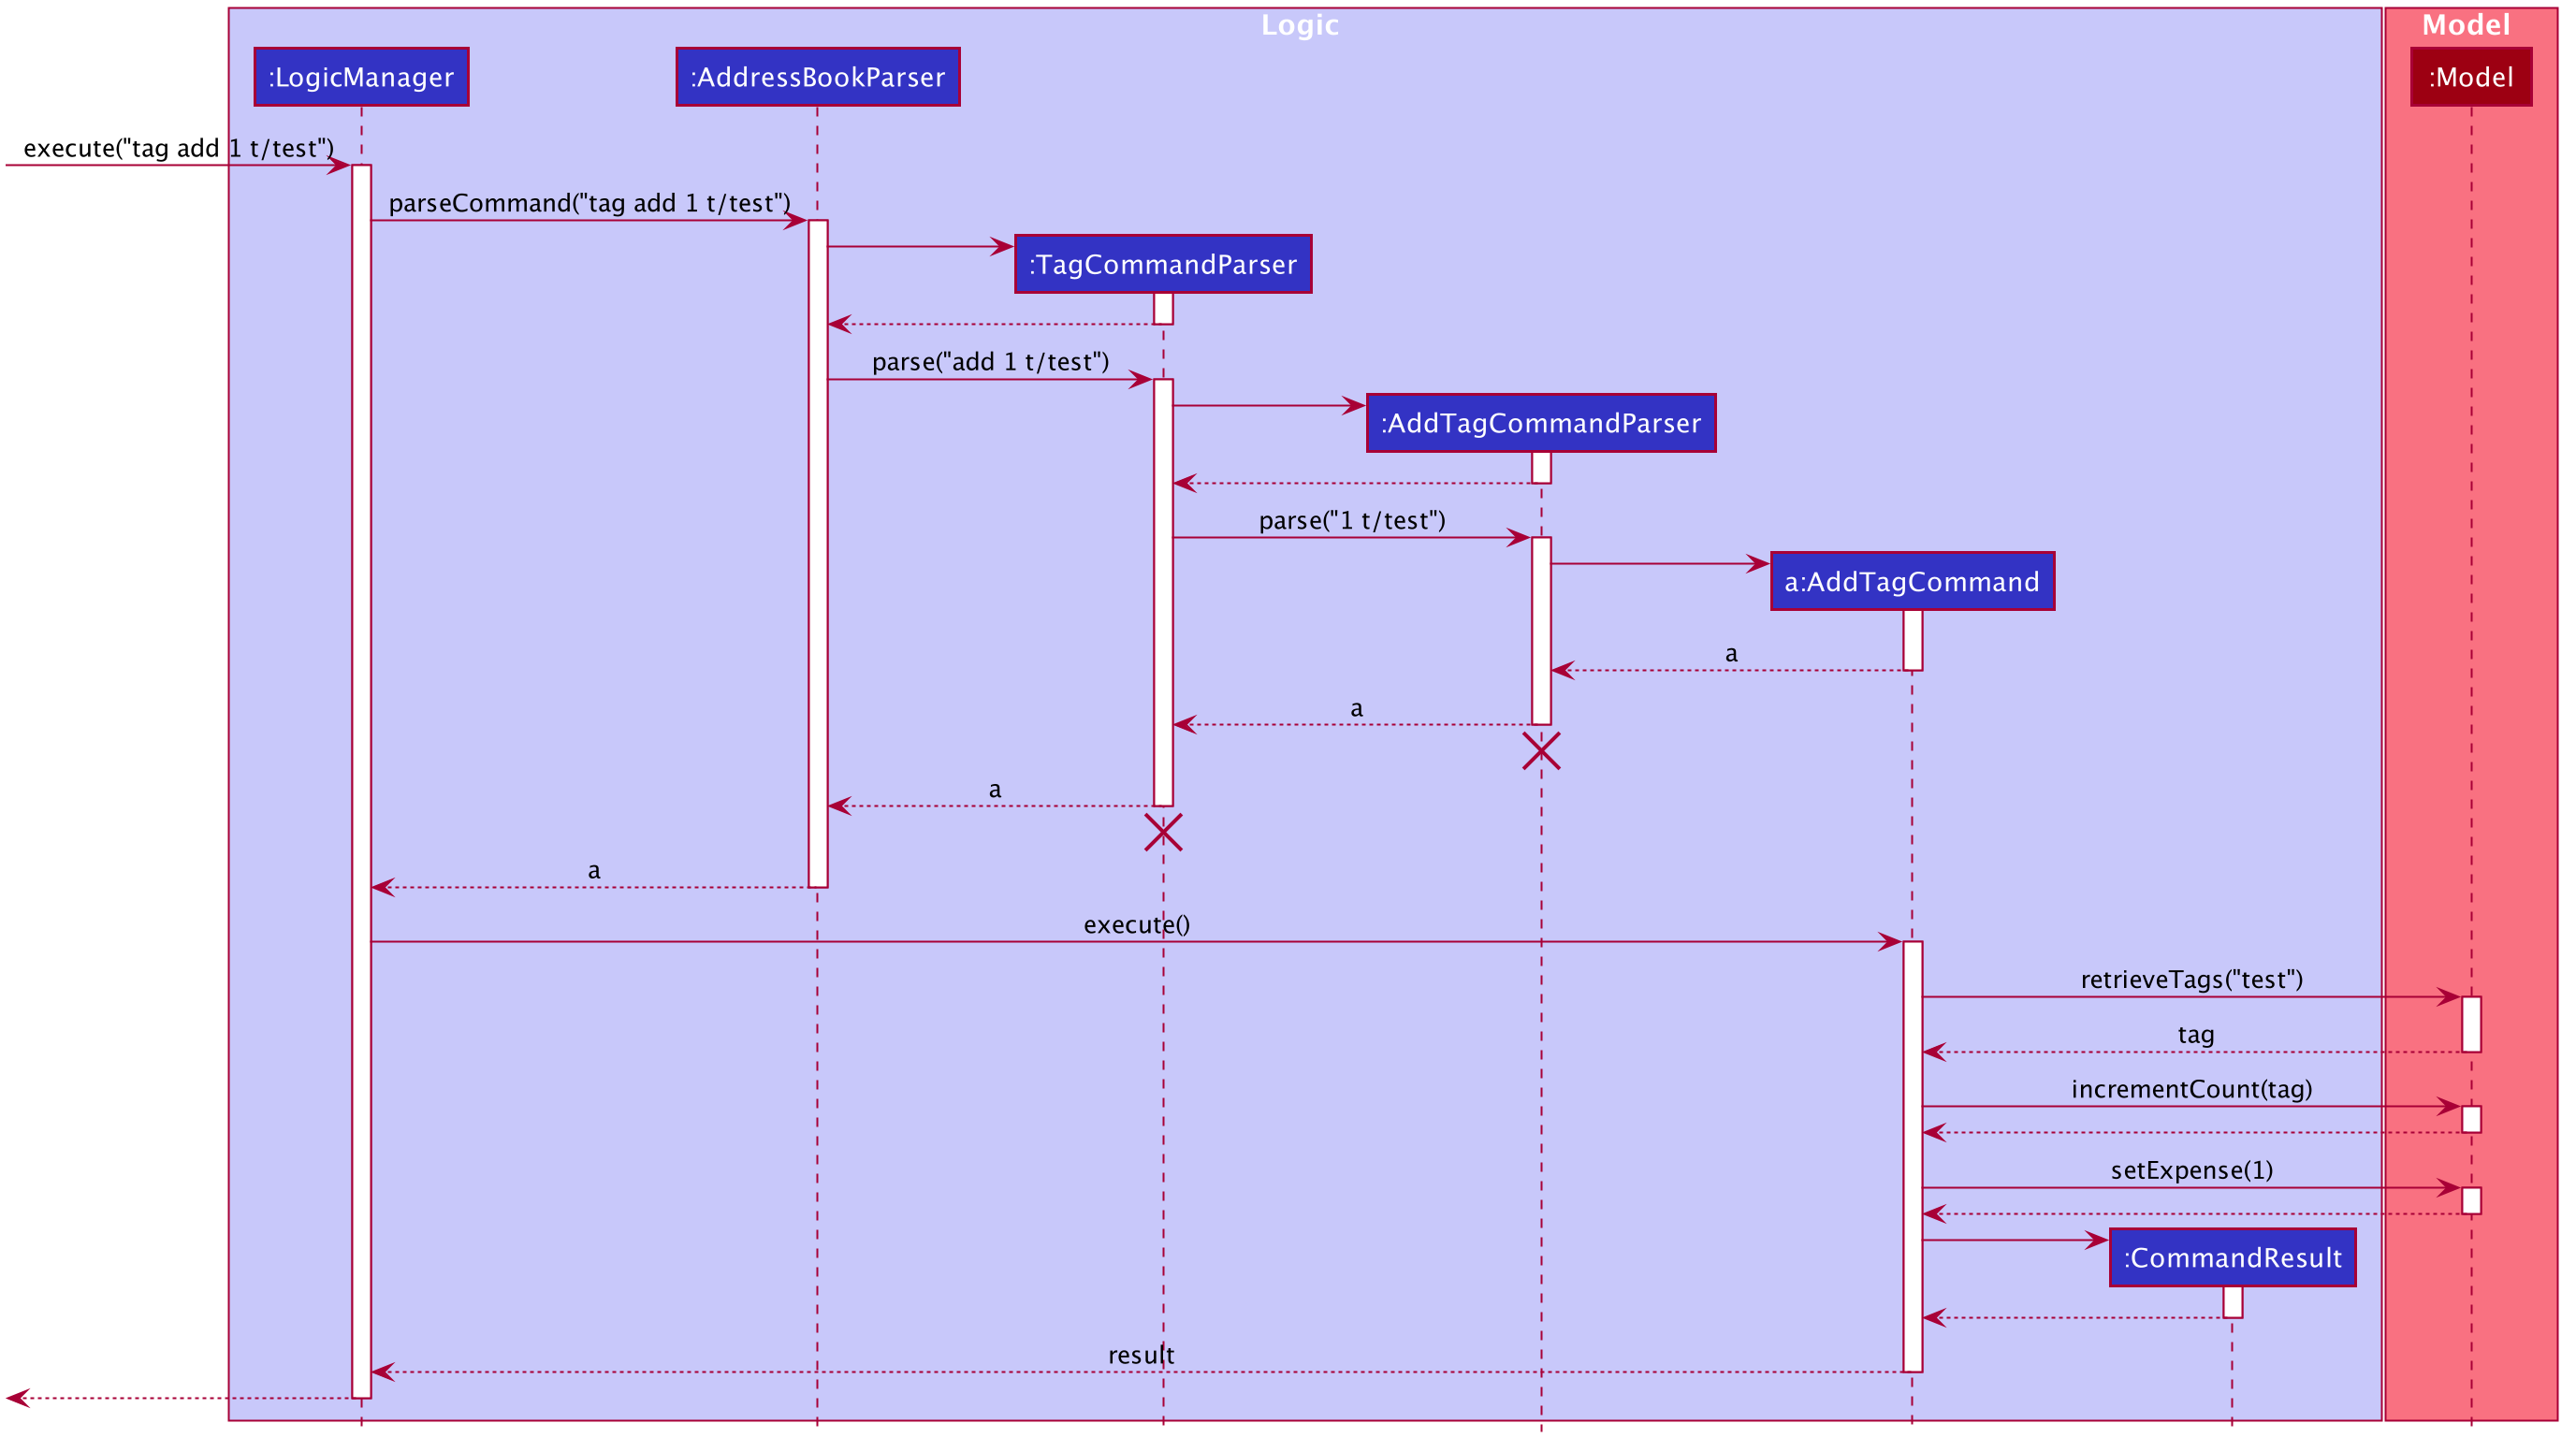 Logic
Model
:LogicManager
:AddressBookParser
:Model
execute("tag add 1 t/test")
parseCommand("tag add 1 t/test")
:TagCommandParser
parse("add 1 t/test")
:AddTagCommandParser
parse("1 t/test")
a:AddTagCommand
a
a
a
a
execute()
retrieveTags("test")
tag
incrementCount(tag)
setExpense(1)
:CommandResult
result